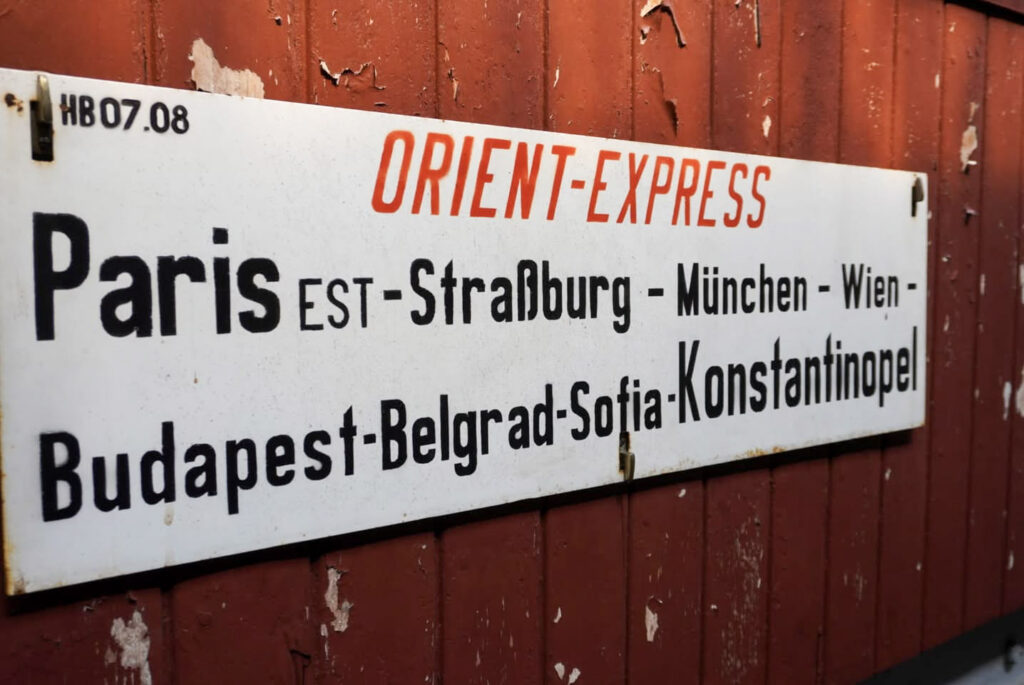 HB07.08
ORIENT-EXPRESS
Paris EST - Straßburg - München - Wien -
Budapest-Belgrad-Sofia-Konstantinopel